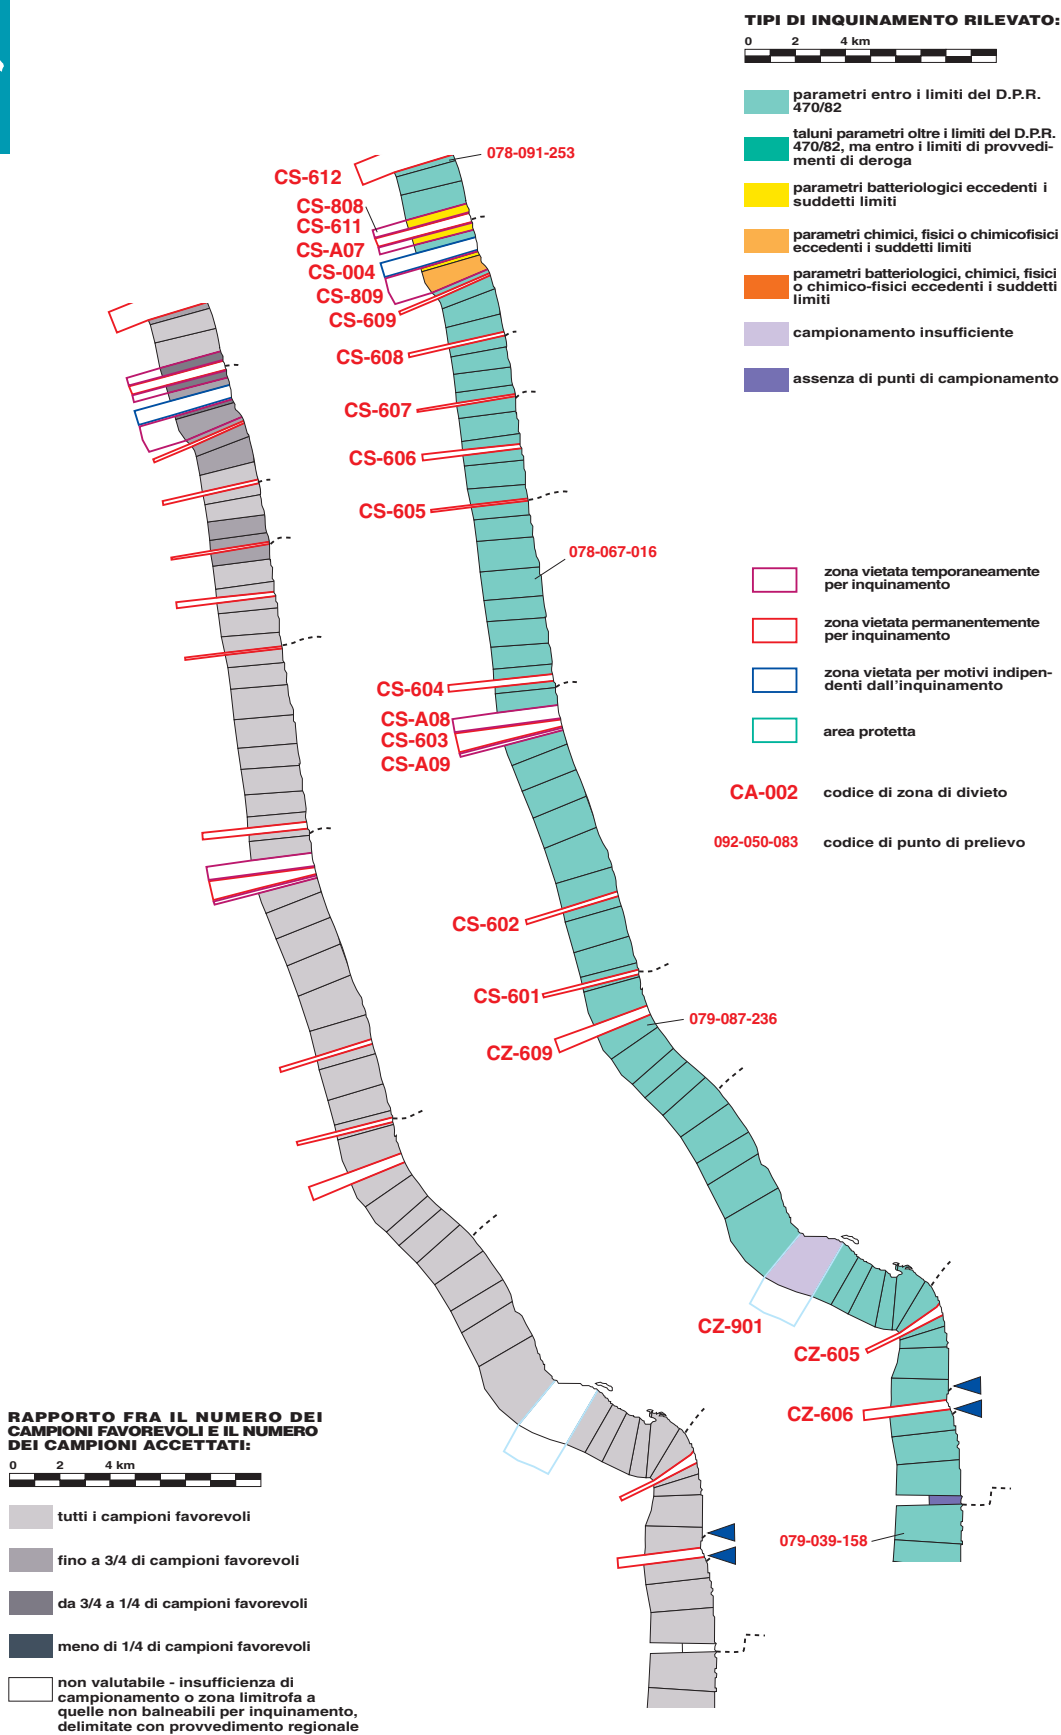 TIPI DI INQUINAMENTO RILEVATO:
0 2 4 km
parametri entro i limiti del D.P.R.
470/82
taluni parametri oltre i limiti del D.P.R.
470/82, ma entro i limiti di provvedi-
menti di deroga
parametri batteriologici eccedenti i
suddetti limiti
parametri chimici, fisici o chimicofisici
eccedenti i suddetti limiti
parametri batteriologici, chimici, fisici
o chimico-fisici eccedenti i suddetti
limiti
campionamento insufficiente
assenza di punti di campionamento
078-091-253
CS-612
CS-808
CS-611
CS-A07
CS-004
CS-809
CS-609
CS-608
CS-607
CS-606
CS-605
078-067-016
CS-604
CS-A08
CS-603
CS-A09
CS-602
CS-601
079-087-236
CZ-609
CZ-901
CZ-605
CZ-606
079-039-158
zona vietata temporaneamente
per inquinamento
zona vietata permanentemente
per inquinamento
zona vietata per motivi indipen-
denti dall'inquinamento
area protetta
CA-002 codice di zona di divieto
092-050-083 codice di punto di prelievo
RAPPORTO FRA IL NUMERO DEI
CAMPIONI FAVOREVOLI E IL NUMERO
DEI CAMPIONI ACCETTATI:
0 2 4 km
tutti i campioni favorevoli
fino a 3/4 di campioni favorevoli
da 3/4 a 1/4 di campioni favorevoli
meno di 1/4 di campioni favorevoli
non valutabile - insufficienza di
campionamento o zona limitrofa a
quelle non balneabili per inquinamento,
delimitate con provvedimento regionale